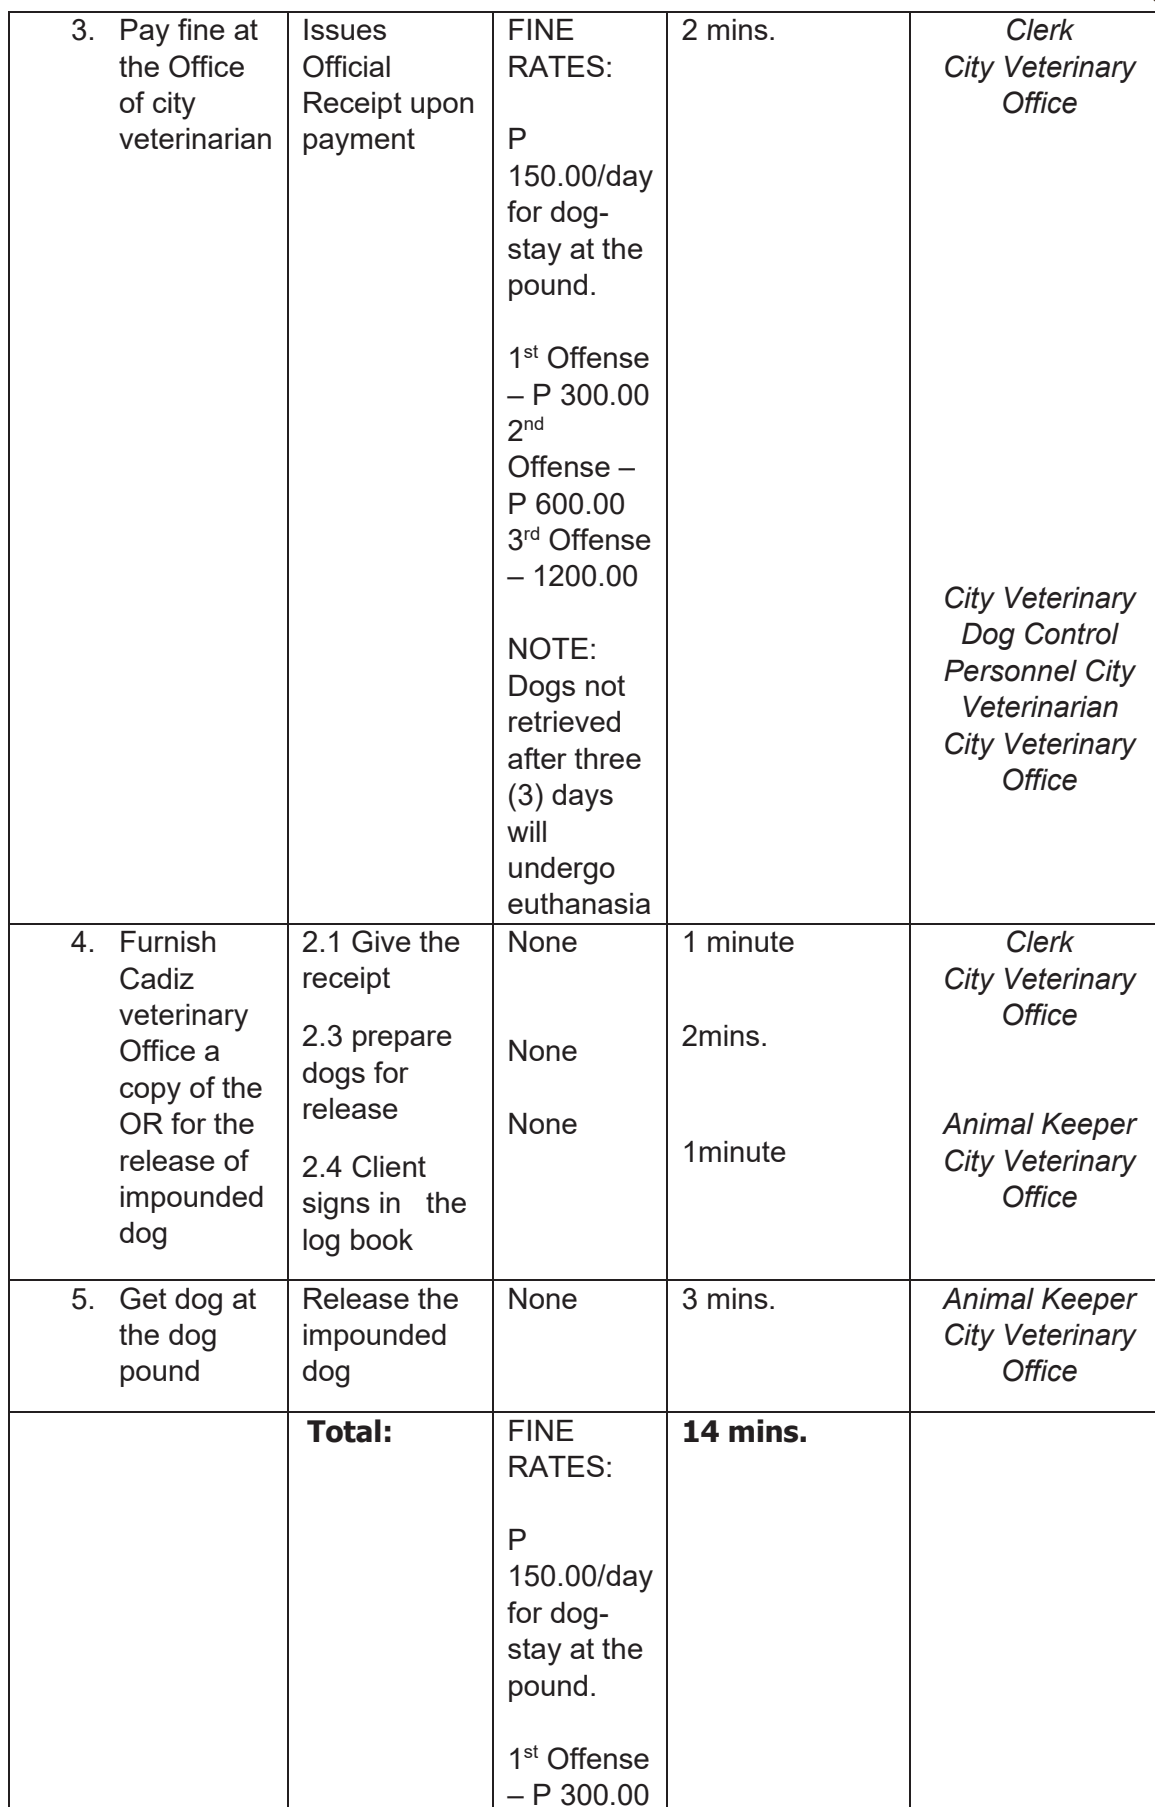 3. Pay fine at
the Office
of city
veterinarian
Issues
Official
Receipt upon
payment
FINE
RATES:
P
150.00/day
for dog-
stay at the
pound.
1st Offense
– P 300.00
2nd
Offense –
P 600.00
3rd Offense
– 1200.00
NOTE:
Dogs not
retrieved
after three
(3) days
will
undergo
euthanasia
2 mins.
Clerk
City Veterinary
Office
City Veterinary
Dog Control
Personnel City
Veterinarian
City Veterinary
Office
4. Furnish
Cadiz
veterinary
Office a
copy of the
OR for the
release of
impounded
dog
2.1 Give the
receipt
2.3 prepare
dogs for
release
2.4 Client
signs in the
log book
None
None
None
1 minute
2mins.
1minute
Clerk
City Veterinary
Office
Animal Keeper
City Veterinary
Office
5. Get dog at
the dog
pound
Release the
impounded
dog
None
3 mins.
Animal Keeper
City Veterinary
Office
Total:
FINE
RATES:
P
150.00/day
for dog-
stay at the
pound.
1st Offense
– P 300.00
14 mins.